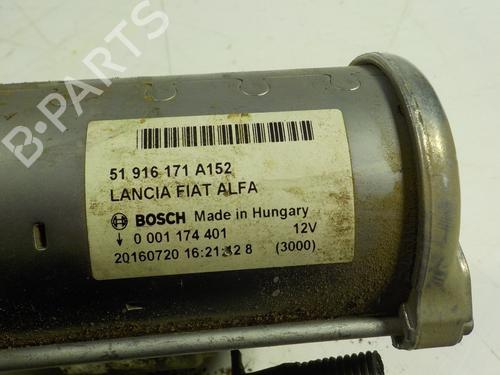 51 916 171 A152
LANCIA FIAT ALFA
BOSCH Made in Hungary
0 001 174 401 12V
20160720 16:21:42 8 (3000)
B-PARTS